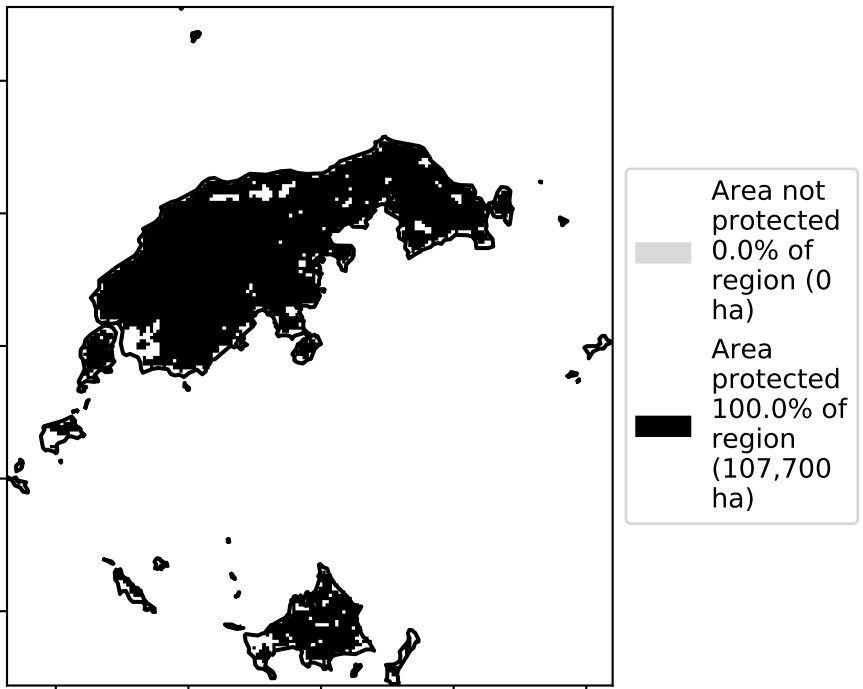 Area not
protected
0.0% of
region (0
ha)
Area
protected
100.0% of
region
(107,700
ha)